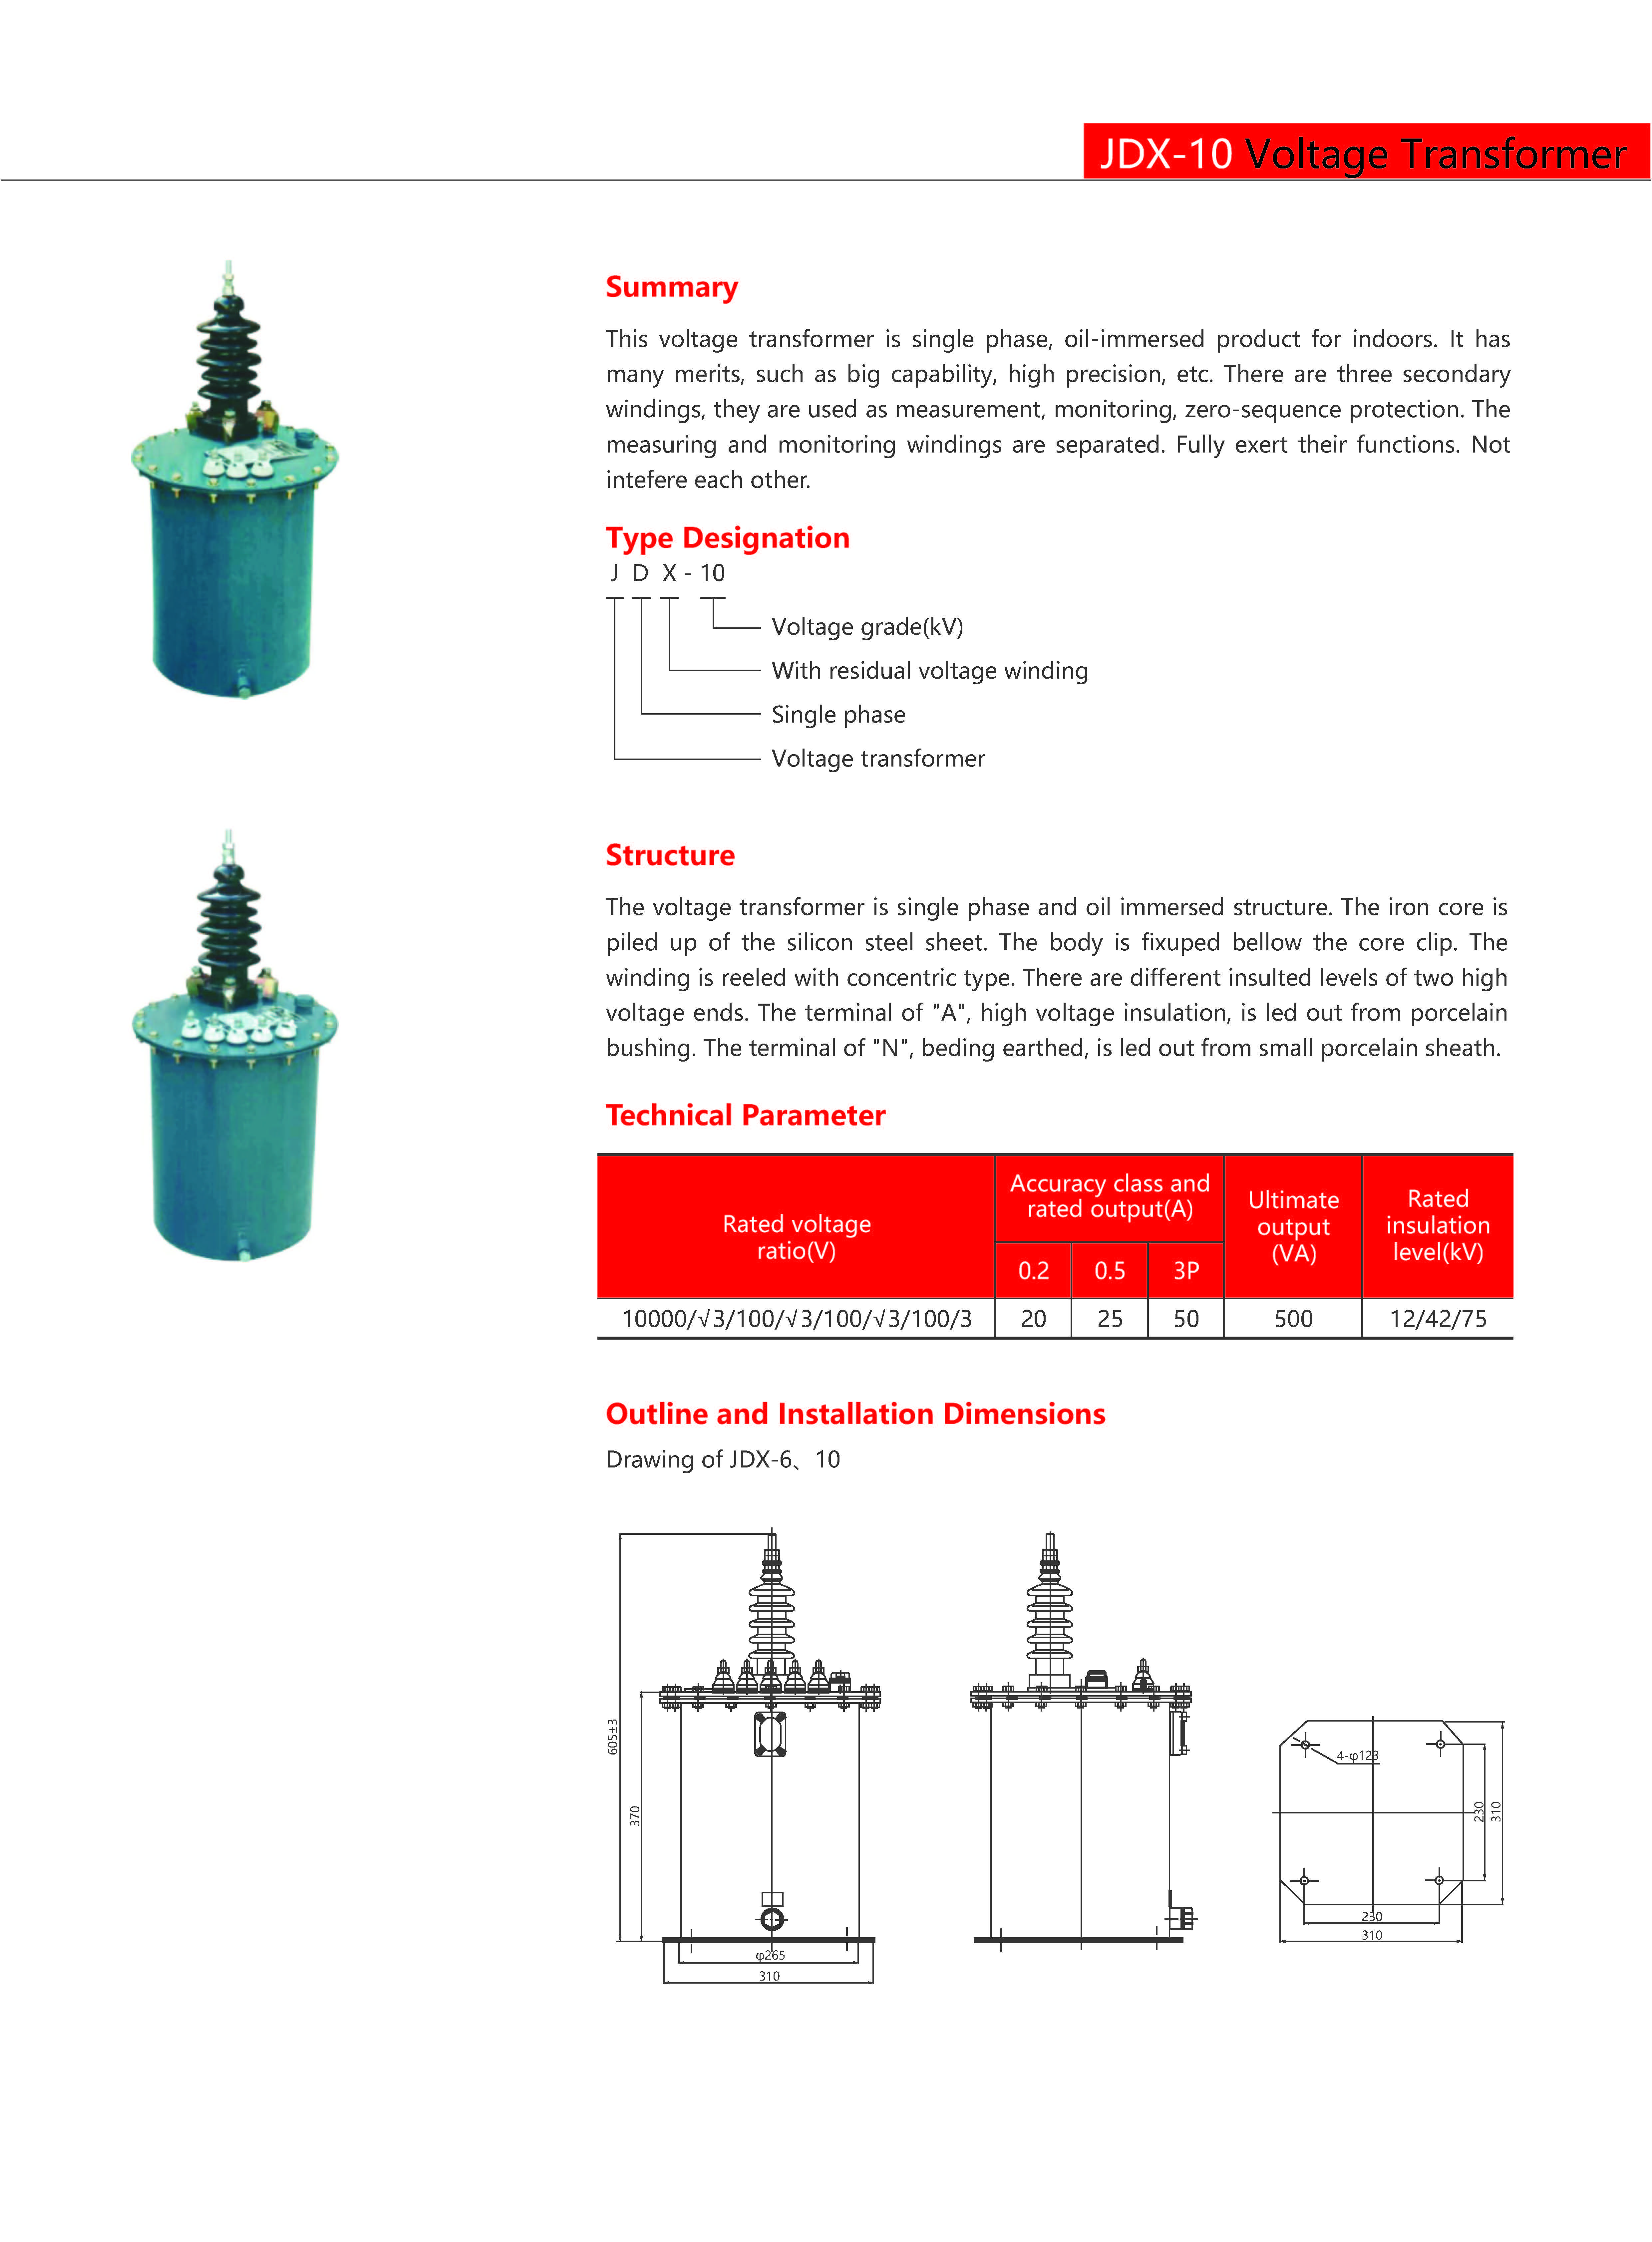 JDX-10 Voltage Transformer
Summary
This voltage transformer is single phase, oil-immersed product for indoors. It has
many merits, such as big capability, high precision, etc. There are three secondary
windings, they are used as measurement, monitoring, zero-sequence protection. The
measuring and monitoring windings are separated. Fully exert their functions. Not
intefere each other.
Type Designation
J D X - 10
Voltage grade(kV)
With residual voltage winding
Single phase
Voltage transformer
Structure
The voltage transformer is single phase and oil immersed structure. The iron core is
piled up of the silicon steel sheet. The body is fixuped bellow the core clip. The
winding is reeled with concentric type. There are different insulted levels of two high
voltage ends. The terminal of "A", high voltage insulation, is led out from porcelain
bushing. The terminal of "N", beding earthed, is led out from small porcelain sheath.
Technical Parameter
Rated voltage
ratio(V)
Accuracy class and
rated output(A)
0.2 0.5 3P
Ultimate
output
(VA)
Rated
insulation
level(kV)
10000/√3/100/√3/100/√3/100/3 20 25 50 500 12/42/75
Outline and Installation Dimensions
Drawing of JDX-6、10
605±3
370
φ265
310
4-φ123
230
310
230
310